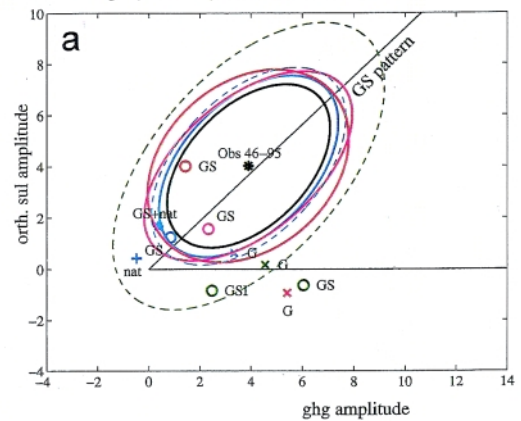 a
10
8
6
4
2
0
−2
−4
orth. sul amplitude
GS pattern
Obs 46−95
GS
GS+nat
GS
GS
nat
G
G
GS1
GS
G
−4
−2
0
2
4
6
8
10
12
14
ghg amplitude